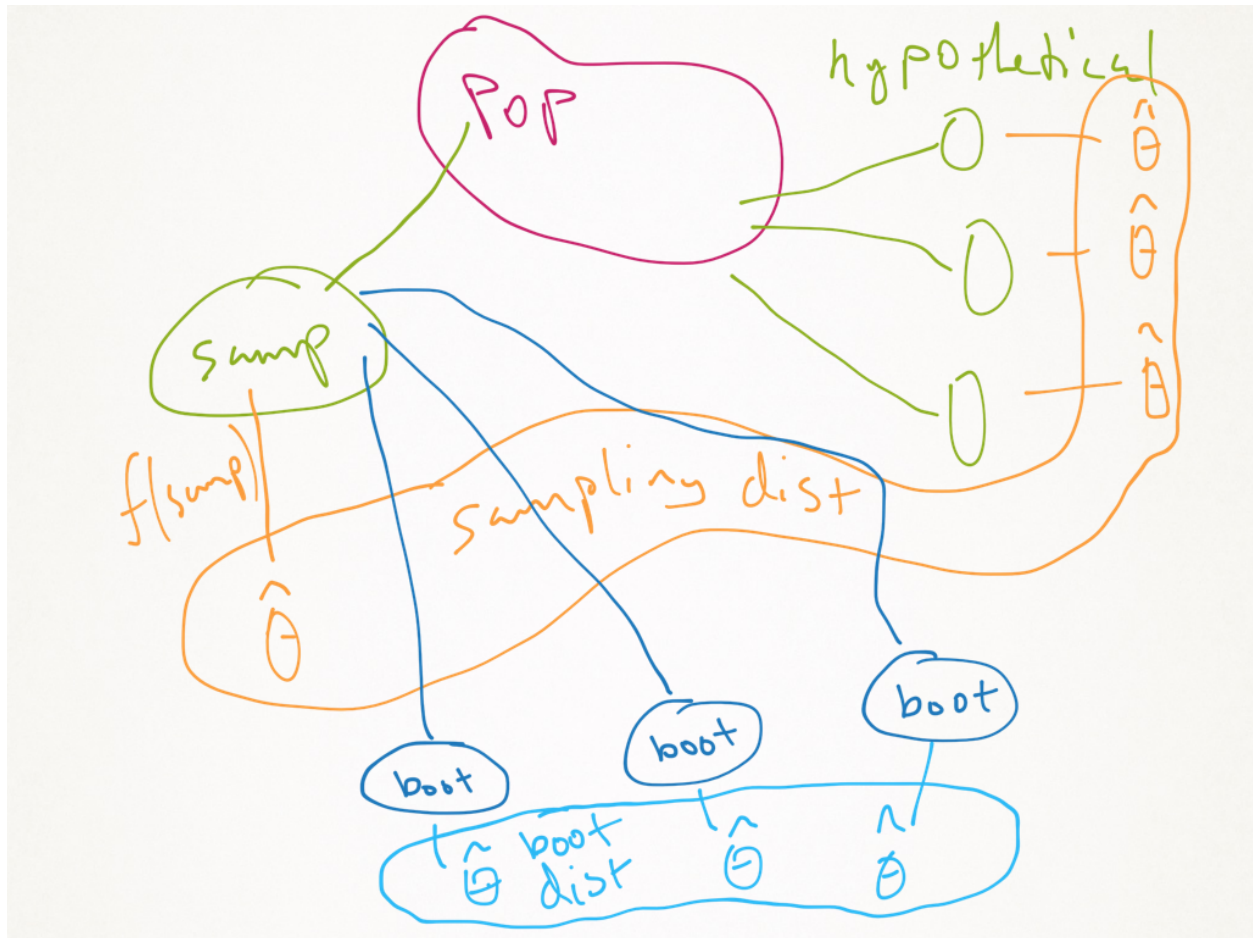 hypothetical
Pop
θ̂
θ̂
samp
θ̂
f(samp)
sampling dist
θ̂
boot
boot
boot
θ̂ boot dist
θ̂
θ̂